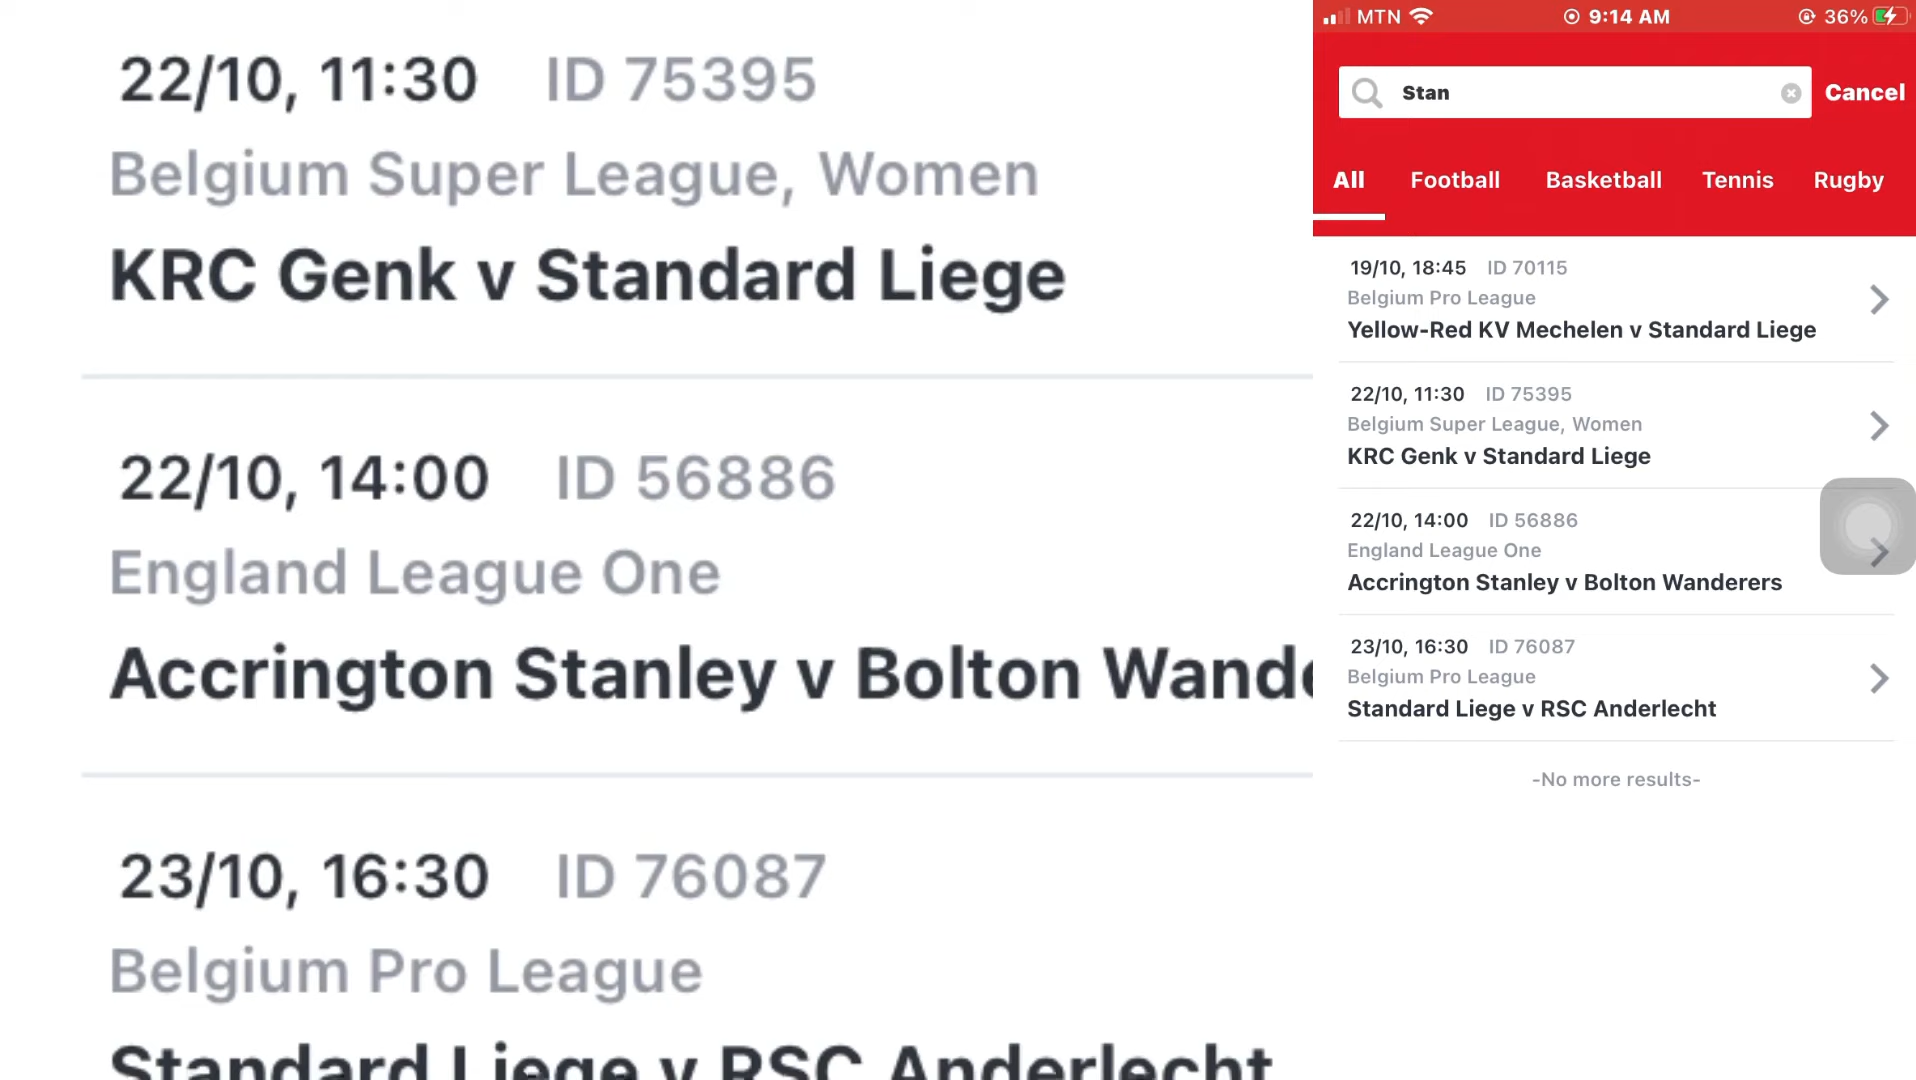 22/10, 11:30 ID 75395
Belgium Super League, Women
KRC Genk v Standard Liege
22/10, 14:00 ID 56886
England League One
Accrington Stanley v Bolton Wande
23/10, 16:30 ID 76087
Belgium Pro League
Standard Liege v RSC Anderlecht
MTN 9:14 AM 36%
Stan Cancel
All Football Basketball Tennis Rugby
19/10, 18:45 ID 70115
Belgium Pro League
Yellow-Red KV Mechelen v Standard Liege
22/10, 11:30 ID 75395
Belgium Super League, Women
KRC Genk v Standard Liege
22/10, 14:00 ID 56886
England League One
Accrington Stanley v Bolton Wanderers
23/10, 16:30 ID 76087
Belgium Pro League
Standard Liege v RSC Anderlecht
-No more results-